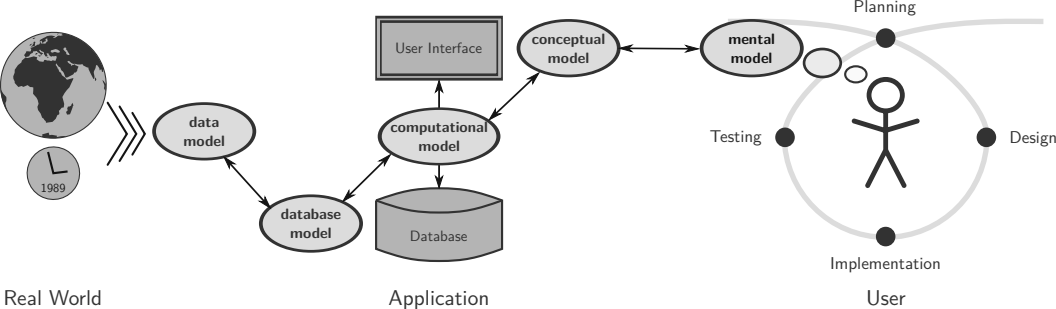 Planning
User Interface
conceptual
model
mental
model
data
model
computational
model
Testing
Design
1989
database
model
Database
Implementation
Real World
Application
User